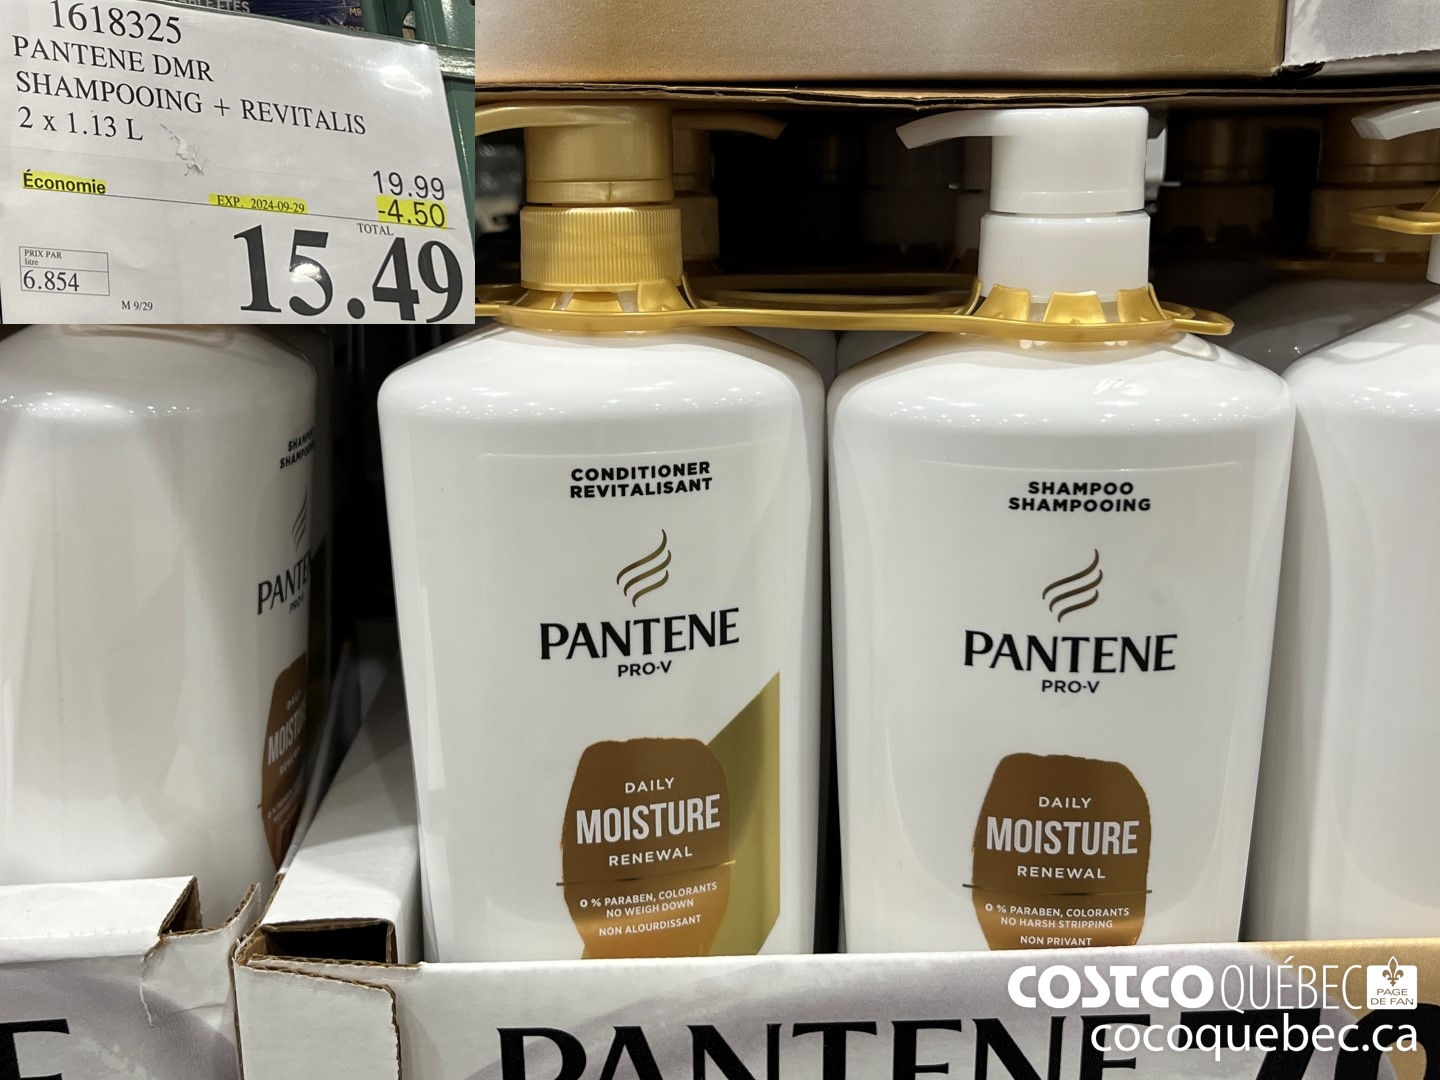 1618325
PANTENE DMR
SHAMPOOING + REVITALIS
2 x 1.13 L
19.99
Économie
EXP. 2024-09-29
-4.50
TOTAL
15.49
PRIX PAR
litre
6.854
M 9/29
CONDITIONER
REVITALISANT
PANTENE
PRO-V
DAILY
MOISTURE
RENEWAL
0 % PARABEN, COLORANTS
NO WEIGH DOWN
NON ALOURDISSANT
SHAMPOO
SHAMPOOING
PANTENE
PRO-V
DAILY
MOISTURE
RENEWAL
0 % PARABEN, COLORANTS
NO HARSH STRIPPING
NON PRIVANT
PANTENE
COSTCO QUÉBEC PAGE DE FAN
cocoquebec.ca